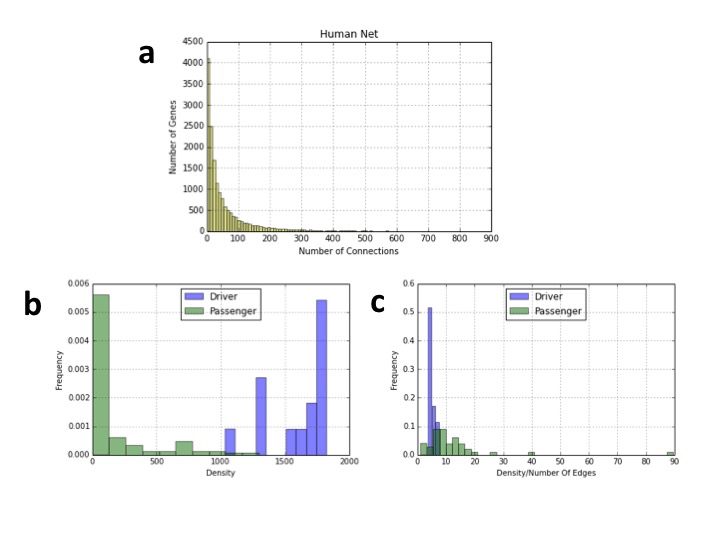 a
Human Net
4500
4000
3500
3000
2500
2000
1500
1000
500
0
Number of Genes
0 100 200 300 400 500 600 700 800 900
Number of Connections
b
0.006
0.005
0.004
0.003
0.002
0.001
0.000
Frequency
Driver
Passenger
0 500 1000 1500 2000
Density
c
0.6
0.5
0.4
0.3
0.2
0.1
0.0
Frequency
Driver
Passenger
0 10 20 30 40 50 60 70 80 90
Density/Number Of Edges